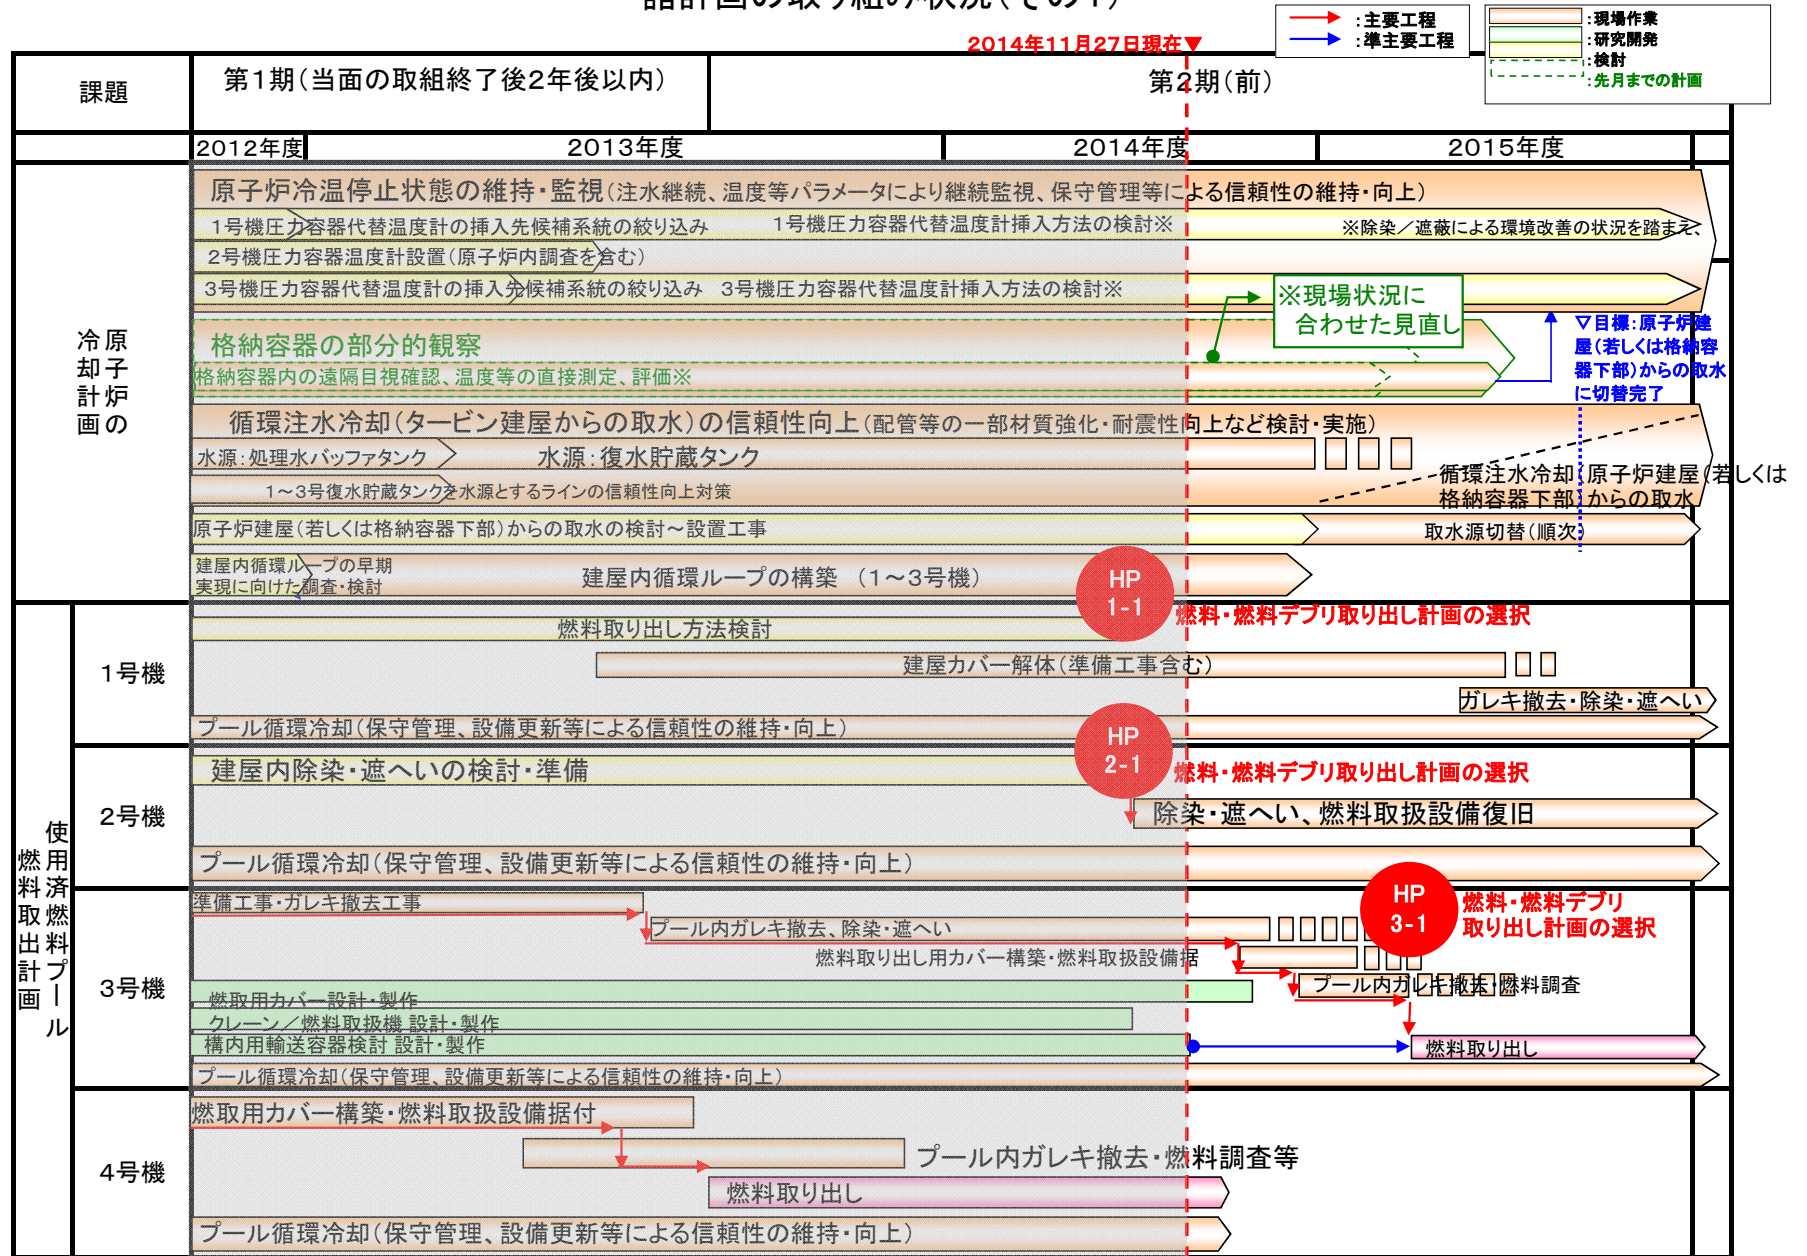 諸計画の取り組み状況（その１）
2014年11月27日現在▼
：主要工程
：準主要工程
：現場作業
：研究開発
：検討
：先月までの計画
課題
第１期（当面の取組終了後２年後以内）
第２期（前）
2012年度
2013年度
2014年度
2015年度
原子炉の冷却計画
原子炉冷温停止状態の維持・監視（注水継続、温度等パラメータにより継続監視、保守管理等による信頼性の維持・向上）
１号機圧力容器代替温度計の挿入先候補系統の絞り込み
１号機圧力容器代替温度計挿入方法の検討※
※除染／遮蔽による環境改善の状況を踏まえ、
２号機圧力容器温度計設置（原子炉内調査を含む）
３号機圧力容器代替温度計の挿入先候補系統の絞り込み
３号機圧力容器代替温度計挿入方法の検討※
※現場状況に
合わせた見直し
格納容器の部分的観察
格納容器内の遠隔目視確認、温度等の直接測定、評価※
▽目標：原子炉建
屋（若しくは格納容
器下部）からの取水
に切替完了
循環注水冷却（タービン建屋からの取水）の信頼性向上（配管等の一部材質強化・耐震性向上など検討・実施）
水源：処理水バッファタンク
水源：復水貯蔵タンク
循環注水冷却（原子炉建屋（若しくは
格納容器下部）からの取水
１～３号復水貯蔵タンクを水源とするラインの信頼性向上対策
原子炉建屋（若しくは格納容器下部）からの取水の検討～設置工事
取水源切替（順次）
建屋内循環ループの早期
実現に向けた調査・検討
建屋内循環ループの構築　（１～３号機）
HP
1-1
燃料・燃料デブリ取り出し計画の選択
使用済燃料プール
燃料取出計画
１号機
燃料取り出し方法検討
建屋カバー解体（準備工事含む）
ガレキ撤去・除染・遮へい
プール循環冷却（保守管理、設備更新等による信頼性の維持・向上）
HP
2-1
燃料・燃料デブリ取り出し計画の選択
２号機
建屋内除染・遮へいの検討・準備
除染・遮へい、燃料取扱設備復旧
プール循環冷却（保守管理、設備更新等による信頼性の維持・向上）
３号機
準備工事・ガレキ撤去工事
HP
3-1
燃料・燃料デブリ
取り出し計画の選択
プール内ガレキ撤去、除染・遮へい
燃料取り出し用カバー構築・燃料取扱設備据
プール内ガレキ撤去・燃料調査
燃取用カバー設計・製作
クレーン／燃料取扱機 設計・製作
構内用輸送容器検討 設計・製作
燃料取り出し
プール循環冷却（保守管理、設備更新等による信頼性の維持・向上）
４号機
燃取用カバー構築・燃料取扱設備据付
プール内ガレキ撤去・燃料調査等
燃料取り出し
プール循環冷却（保守管理、設備更新等による信頼性の維持・向上）